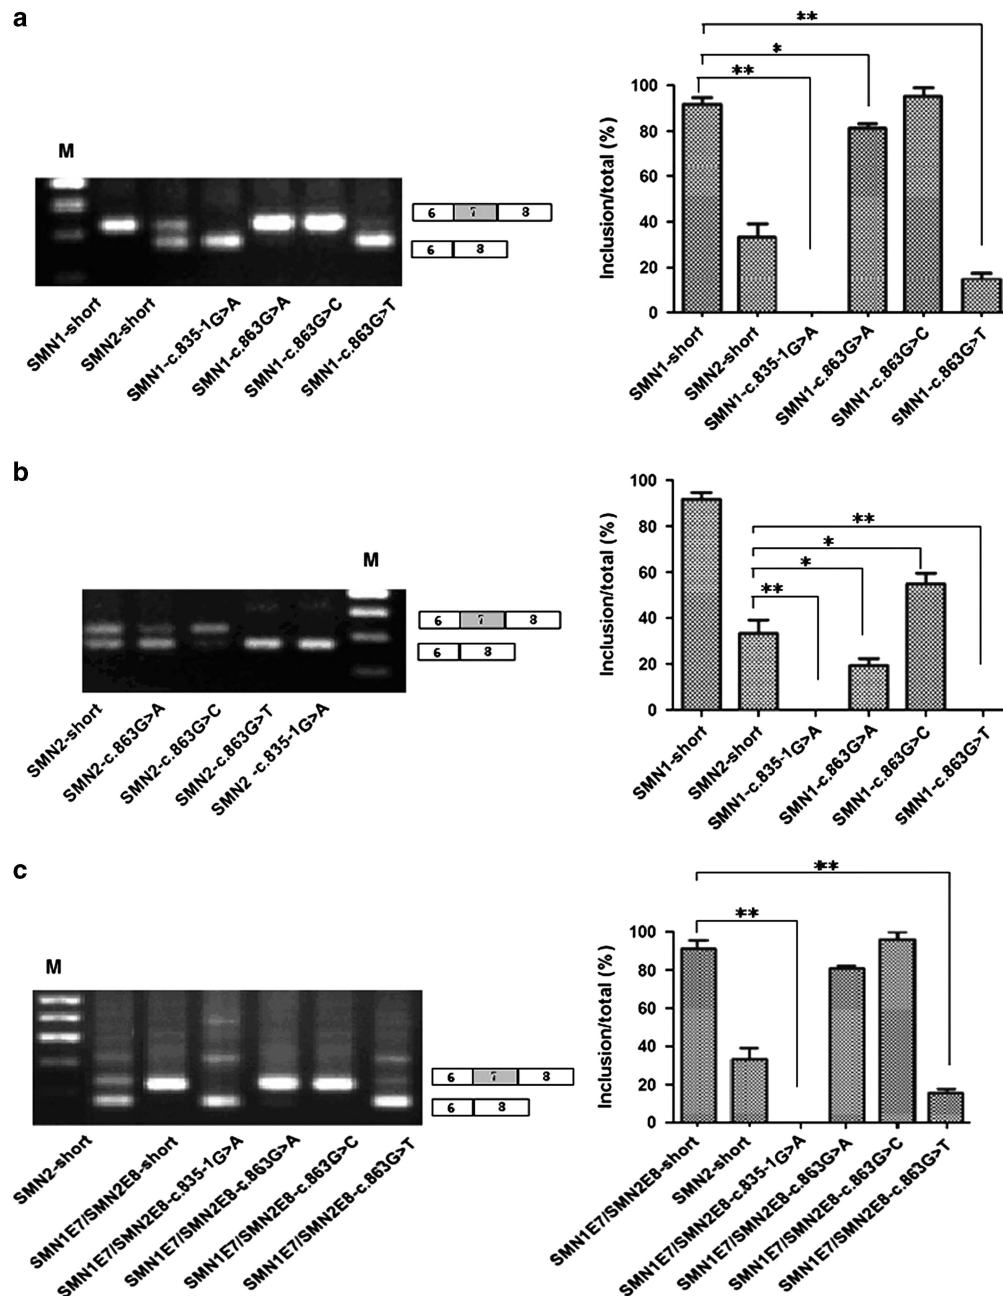 a
M
6 7 8
6 8
SMN1-short
SMN2-short
SMN1-c.835-1G>A
SMN1-c.863G>A
SMN1-c.863G>C
SMN1-c.863G>T
**
*
**
Inclusion/total (%)
100
80
60
40
20
0
SMN1-short
SMN2-short
SMN1-c.835-1G>A
SMN1-c.863G>A
SMN1-c.863G>C
SMN1-c.863G>T
b
M
6 7 8
6 8
SMN2-short
SMN2-c.863G>A
SMN2-c.863G>C
SMN2-c.863G>T
SMN2 -c.835-1G>A
**
*
*
**
Inclusion/total (%)
100
80
60
40
20
0
SMN1-short
SMN2-short
SMN1-c.835-1G>A
SMN1-c.863G>A
SMN1-c.863G>C
SMN1-c.863G>T
c
M
6 7 8
6 8
SMN2-short
SMN1E7/SMN2E8-short
SMN1E7/SMN2E8-c.835-1G>A
SMN1E7/SMN2E8-c.863G>A
SMN1E7/SMN2E8-c.863G>C
SMN1E7/SMN2E8-c.863G>T
**
**
Inclusion/total (%)
100
80
60
40
20
0
SMN1E7/SMN2E8-short
SMN2-short
SMN1E7/SMN2E8-c.835-1G>A
SMN1E7/SMN2E8-c.863G>A
SMN1E7/SMN2E8-c.863G>C
SMN1E7/SMN2E8-c.863G>T